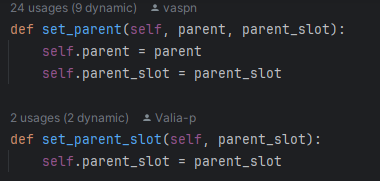 24 usages (9 dynamic) vaspn
def set_parent(self, parent, parent_slot):
    self.parent = parent
    self.parent_slot = parent_slot
2 usages (2 dynamic) Valia-p
def set_parent_slot(self, parent_slot):
    self.parent_slot = parent_slot